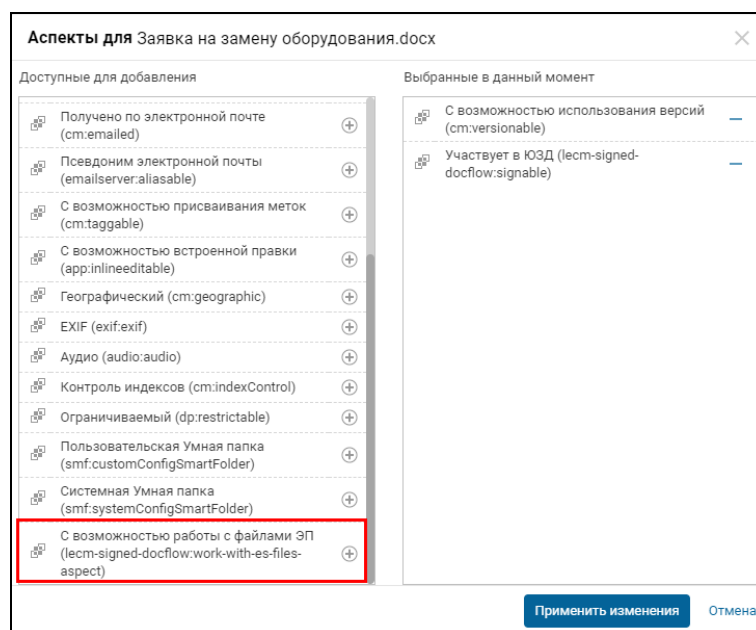 Аспекты для Заявка на замену оборудования.docx
Доступные для добавления
Получено по электронной почте
(cm:emailed)
Псевдоним электронной почты
(emailserver:aliasable)
С возможностью присваивания меток
(cm:taggable)
С возможностью встроенной правки
(app:inlineeditable)
Географический (cm:geographic)
EXIF (exif:exif)
Аудио (audio:audio)
Контроль индексов (cm:indexControl)
Ограничиваемый (dp:restrictable)
Пользовательская Умная папка
(smf:customConfigSmartFolder)
Системная Умная папка
(smf:systemConfigSmartFolder)
С возможностью работы с файлами ЭП
(lecm-signed-docflow:work-with-es-files-
aspect)
Выбранные в данный момент
С возможностью использования версий
(cm:versionable)
Участвует в ЮЗД (lecm-signed-
docflow:signable)
Применить изменения
Отмена